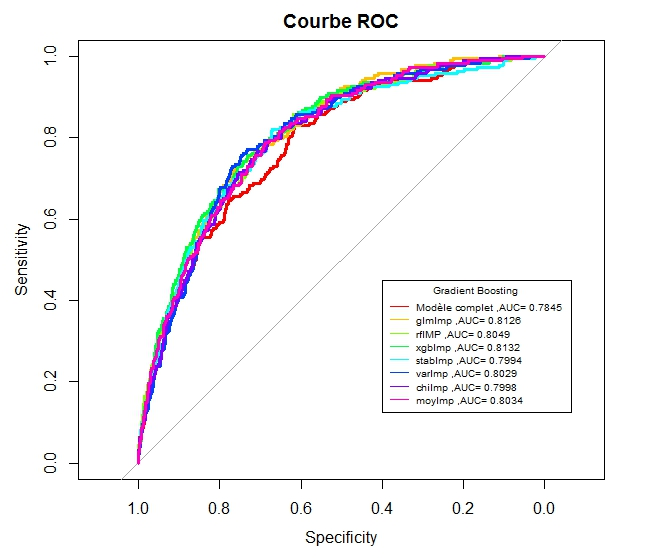 Courbe ROC
1.0
0.8
0.6
0.4
0.2
0.0
Sensitivity
Gradient Boosting
Modèle complet ,AUC= 0.7845
glmImp ,AUC= 0.8126
rfIMP ,AUC= 0.8049
xgbImp ,AUC= 0.8132
stabImp ,AUC= 0.7994
varImp ,AUC= 0.8029
chiImp ,AUC= 0.7998
moyImp ,AUC= 0.8034
1.0 0.8 0.6 0.4 0.2 0.0
Specificity